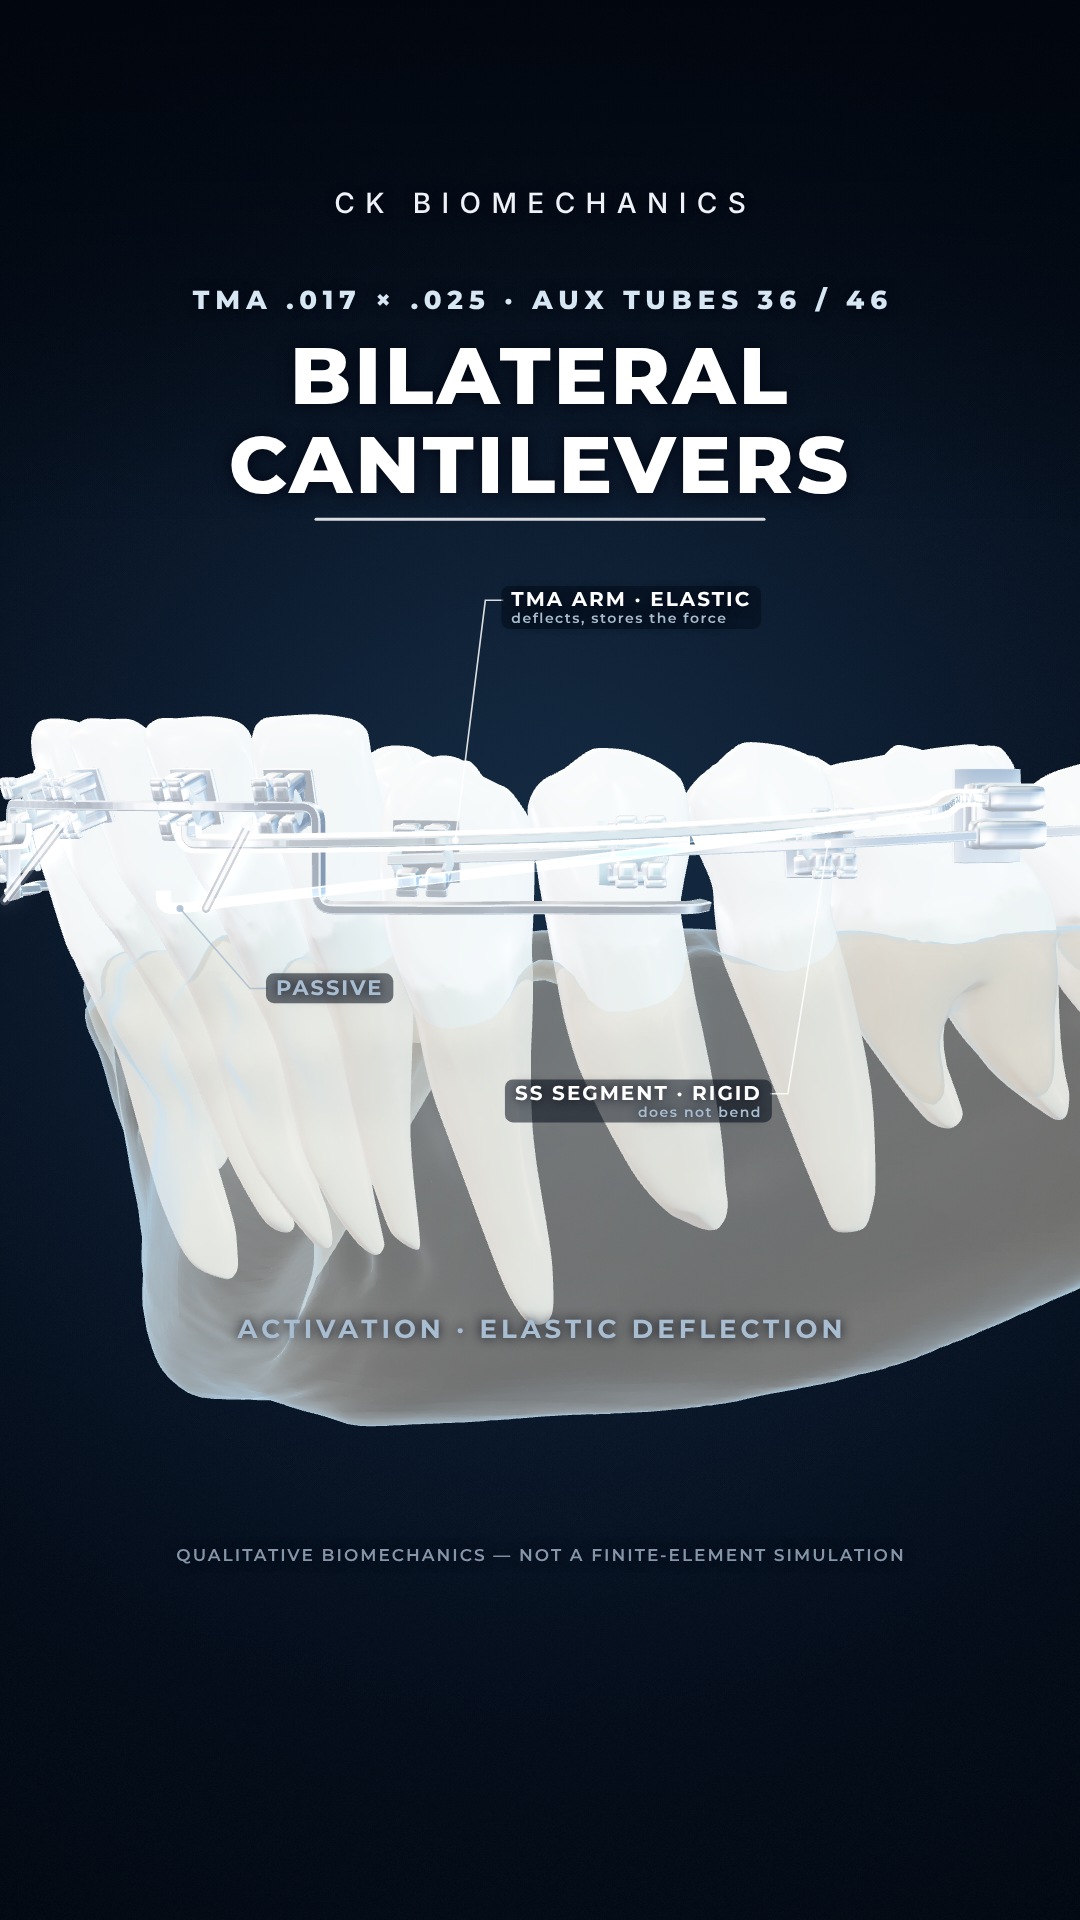 CK BIOMECHANICS
TMA .017 × .025 · AUX TUBES 36 / 46
BILATERAL
CANTILEVERS
TMA ARM · ELASTIC
deflects, stores the force
PASSIVE
SS SEGMENT · RIGID
does not bend
ACTIVATION · ELASTIC DEFLECTION
QUALITATIVE BIOMECHANICS — NOT A FINITE-ELEMENT SIMULATION